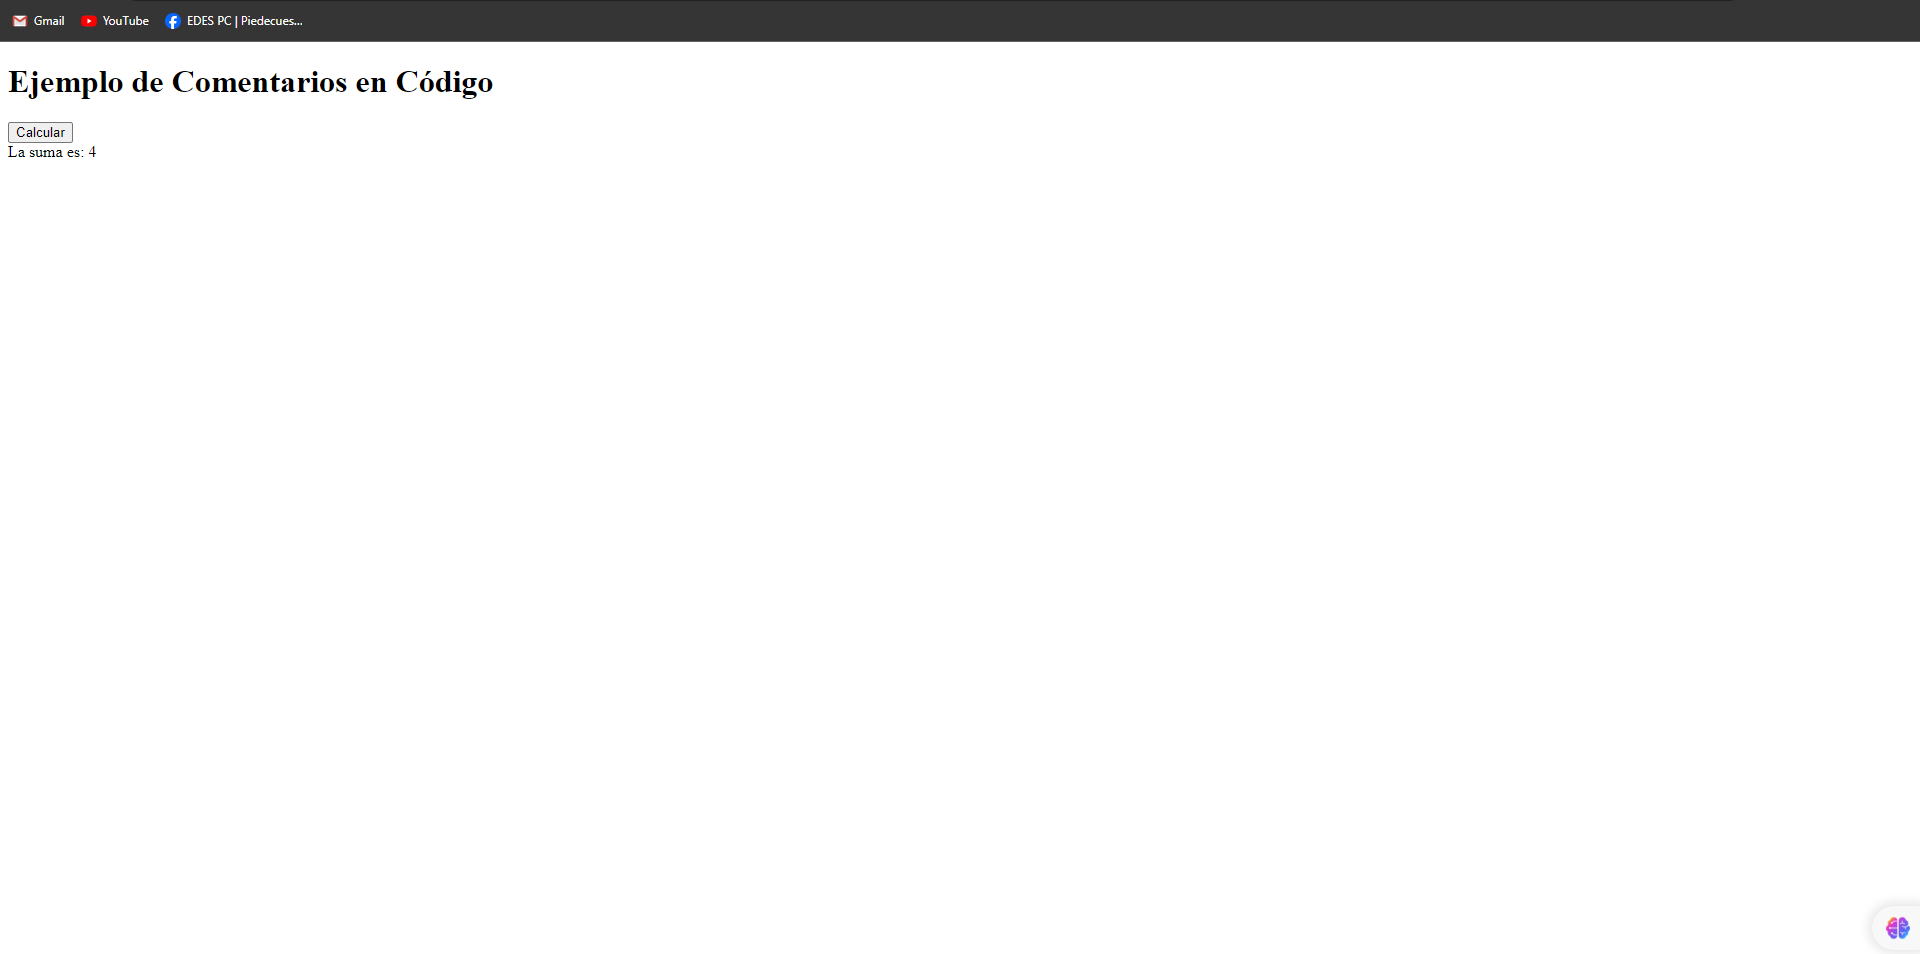 Gmail YouTube EDES PC | Piedecues...
Ejemplo de Comentarios en Código
Calcular
La suma es: 4